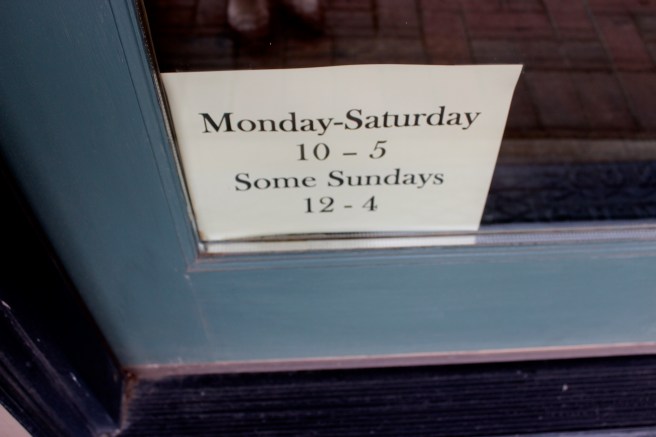 Monday-Saturday
10 – 5
Some Sundays
12 - 4